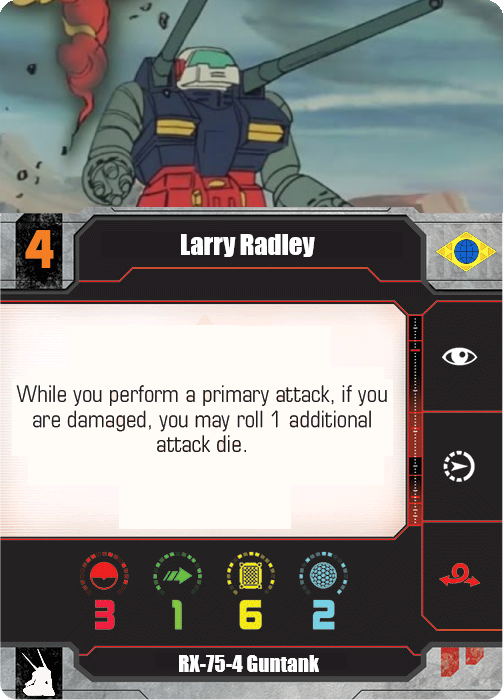 4
Larry Radley
While you perform a primary attack, if you
are damaged, you may roll 1 additional
attack die.
3 1 6 2
RX-75-4 Guntank